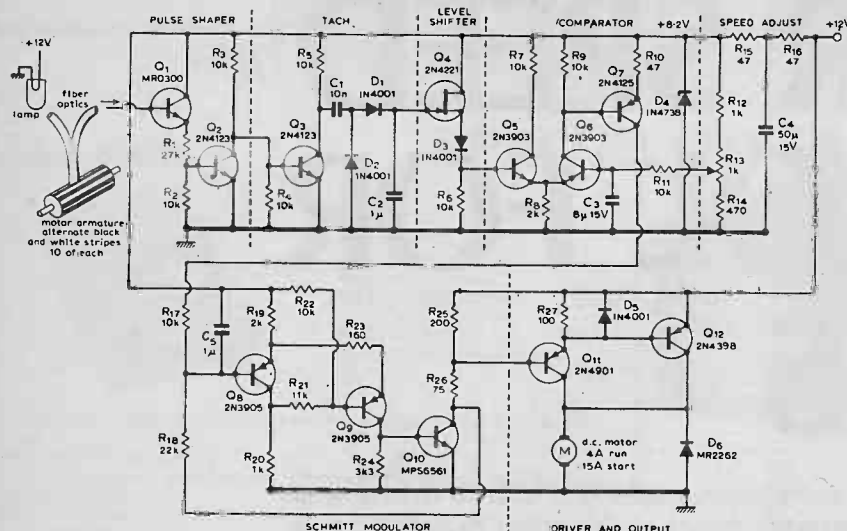 PULSE SHAPER
TACH
LEVEL
SHIFTER
COMPARATOR
+8·2V
SPEED ADJUST
+12V
+12V
lamp
fiber
optics
motor armature
alternate black
and white stripes
10 of each
Q1
MR0300
R1
27k
R2
10k
R3
10k
Q2
2N4123
R4
10k
R5
10k
Q3
2N4123
C1
10n
D1
IN4001
D2
IN4001
C2
1μ
Q4
2N4221
D3
IN4001
R6
10k
R7
10k
Q5
2N3903
R8
2k
R9
10k
Q6
2N3903
C3
8μ 15V
R10
47
Q7
2N4125
D4
IN4738
R11
10k
R12
1k
R13
1k
R14
470
R15
47
R16
47
C4
50μ
15V
R17
10k
C5
1μ
R18
22k
R19
2k
Q8
2N3905
R20
1k
R21
11k
R22
10k
R23
160
Q9
2N3905
R24
3k3
Q10
MPS6561
R25
200
R26
75
R27
100
D5
IN4001
Q11
2N4901
Q12
2N4398
M
d.c. motor
4A run
15A start
D6
MR2262
SCHMITT MODULATOR
DRIVER AND OUTPUT